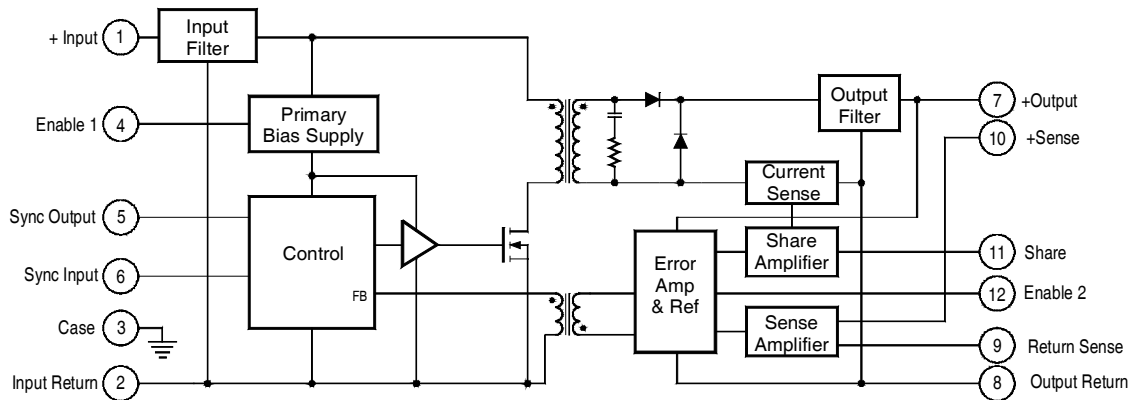 + Input
1
Input
Filter
Enable 1
4
Primary
Bias Supply
Sync Output
5
Sync Input
6
Control
FB
Case
3
Input Return
2
Output
Filter
7
+Output
10
+Sense
Current
Sense
Error
Amp
& Ref
Share
Amplifier
11
Share
12
Enable 2
Sense
Amplifier
9
Return Sense
8
Output Return